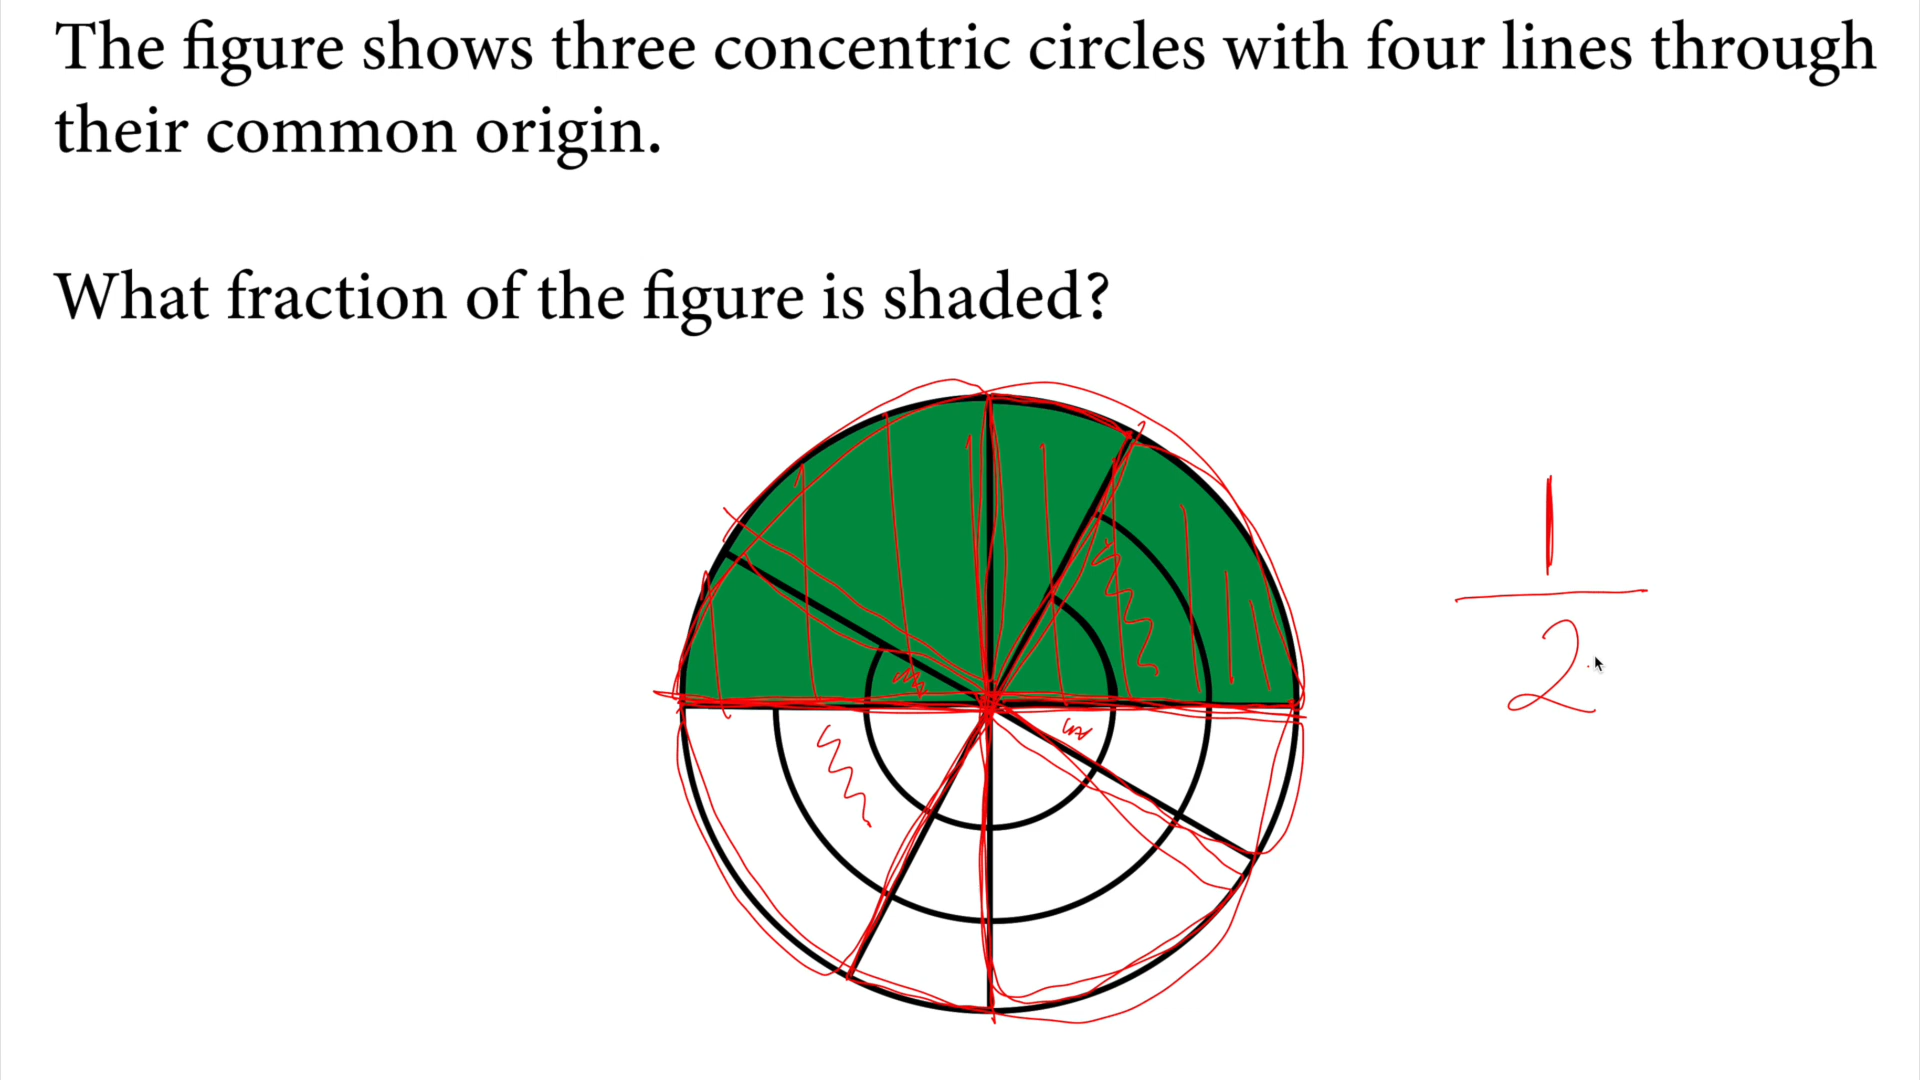 The figure shows three concentric circles with four lines through
their common origin.
What fraction of the figure is shaded?
1
2